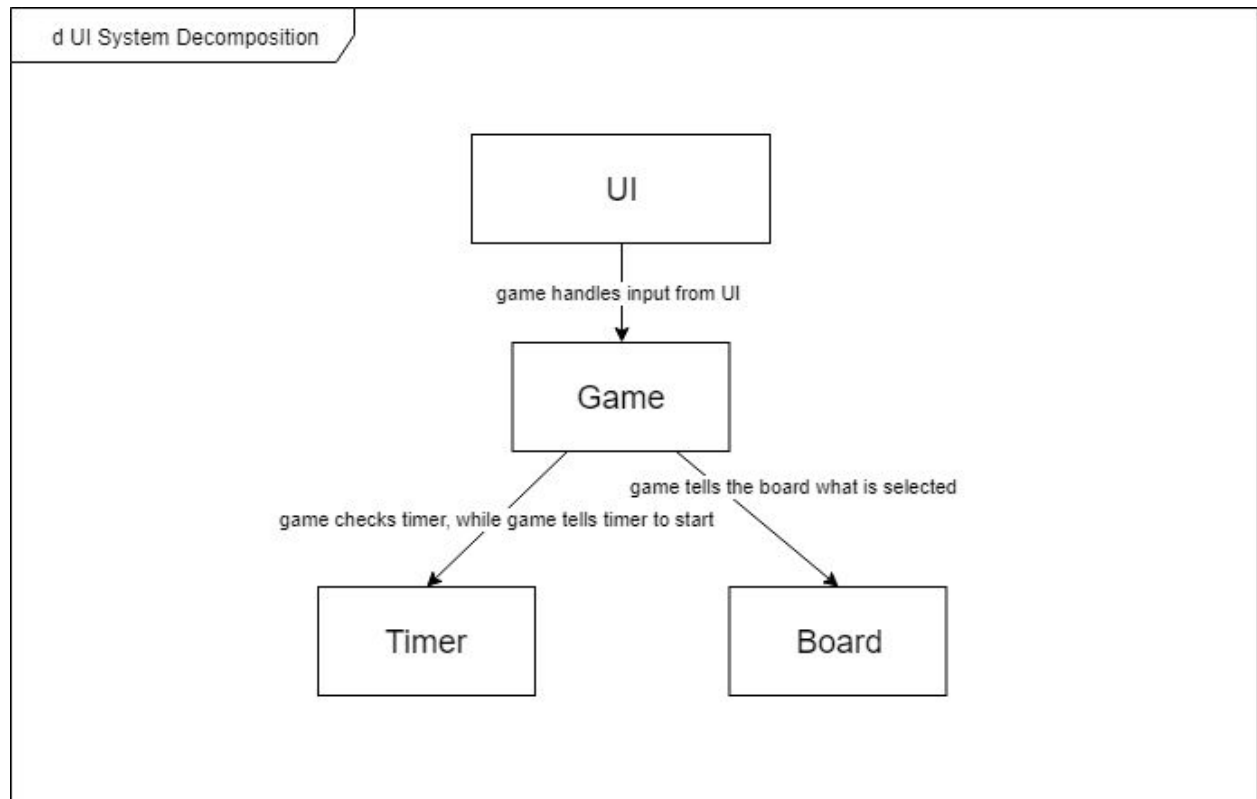 d UI System Decomposition
UI
game handles input from UI
Game
game tells the board what is selected
game checks timer, while game tells timer to start
Timer
Board